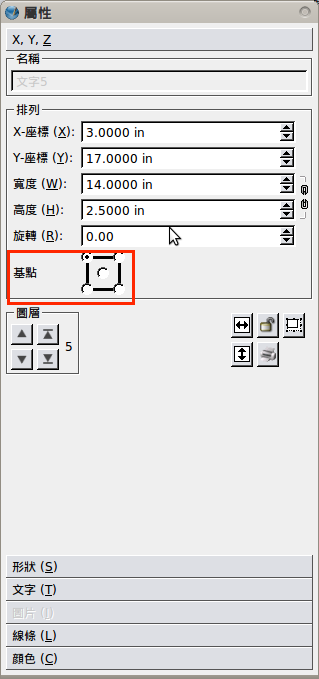 屬性
X, Y, Z
名稱
文字5
排列
X-座標 (X): 3.0000 in
Y-座標 (Y): 17.0000 in
寬度 (W): 14.0000 in
高度 (H): 2.5000 in
旋轉 (R): 0.00
基點
圖層
5
形狀 (S)
文字 (T)
圖片 (I)
線條 (L)
顏色 (C)